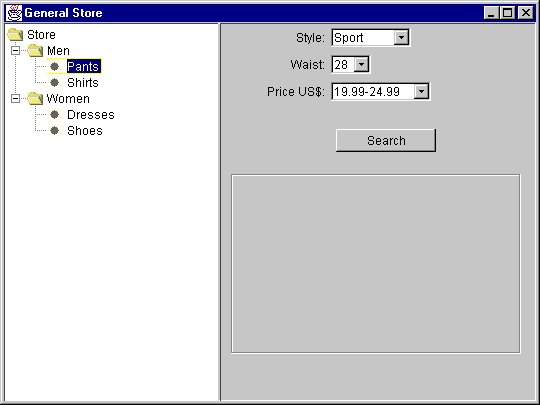 General Store
Store
Men
Pants
Shirts
Women
Dresses
Shoes
Style: Sport
Waist: 28
Price US$: 19.99-24.99
Search